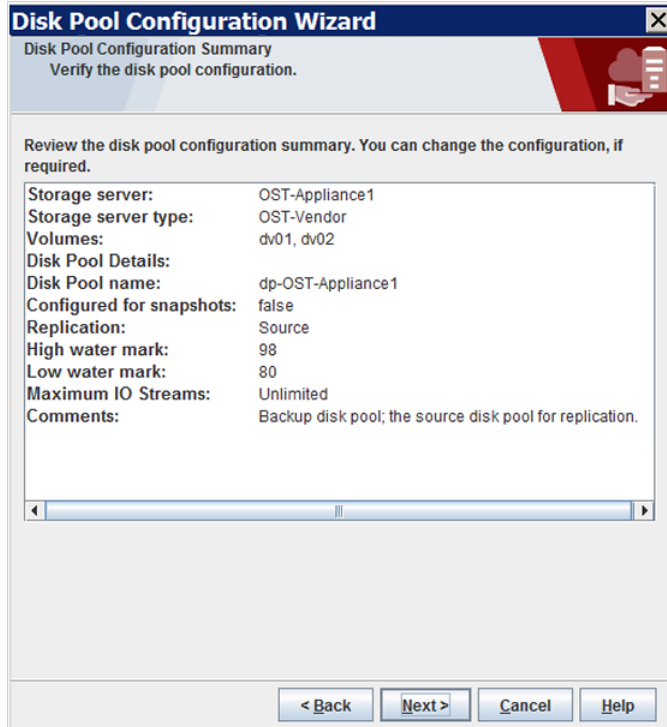 Disk Pool Configuration Wizard
Disk Pool Configuration Summary
Verify the disk pool configuration.
Review the disk pool configuration summary. You can change the configuration, if
required.
Storage server: OST-Appliance1
Storage server type: OST-Vendor
Volumes: dv01, dv02
Disk Pool Details:
Disk Pool name: dp-OST-Appliance1
Configured for snapshots: false
Replication: Source
High water mark: 98
Low water mark: 80
Maximum IO Streams: Unlimited
Comments: Backup disk pool; the source disk pool for replication.
< Back Next > Cancel Help